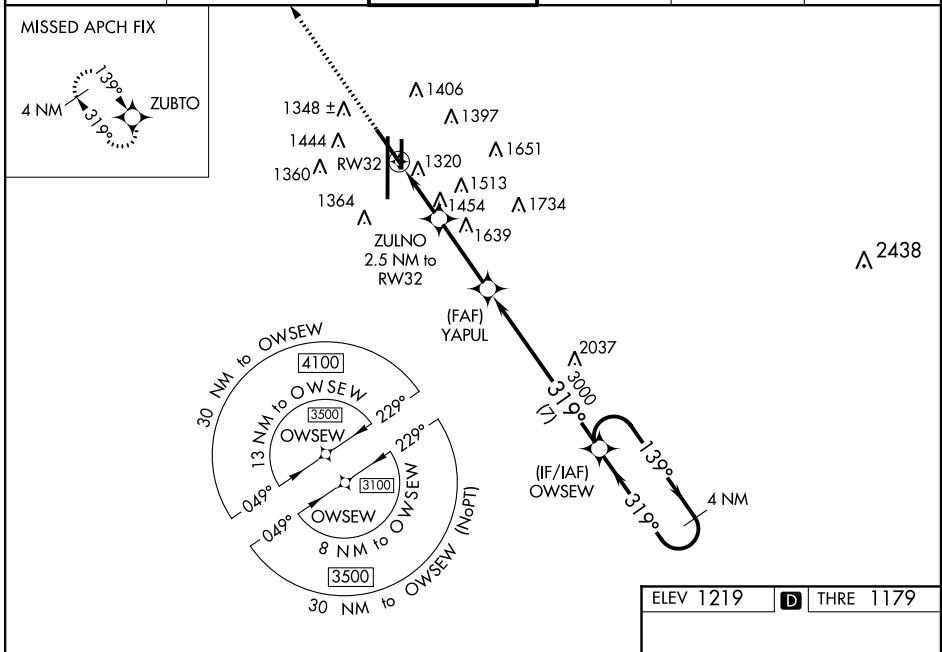 MISSED APCH FIX
139°
4 NM
319°
ZUBTO
1406
1348 ±
1397
1444
RW32
1651
1360
1320
1513
1364
1454
1734
1639
ZULNO
2.5 NM to
RW32
2438
(FAF)
YAPUL
2037
3000
319°
(7)
30 NM to OWSEW
4100
13 NM to OWSEW
3500
OWSEW
229°
049°
229°
3100
049°
OWSEW
8 NM to OWSEW
3500
30 NM to OWSEW (NoPT)
(IF/IAF)
OWSEW
139°
319°
4 NM
ELEV 1219 D THRE 1179